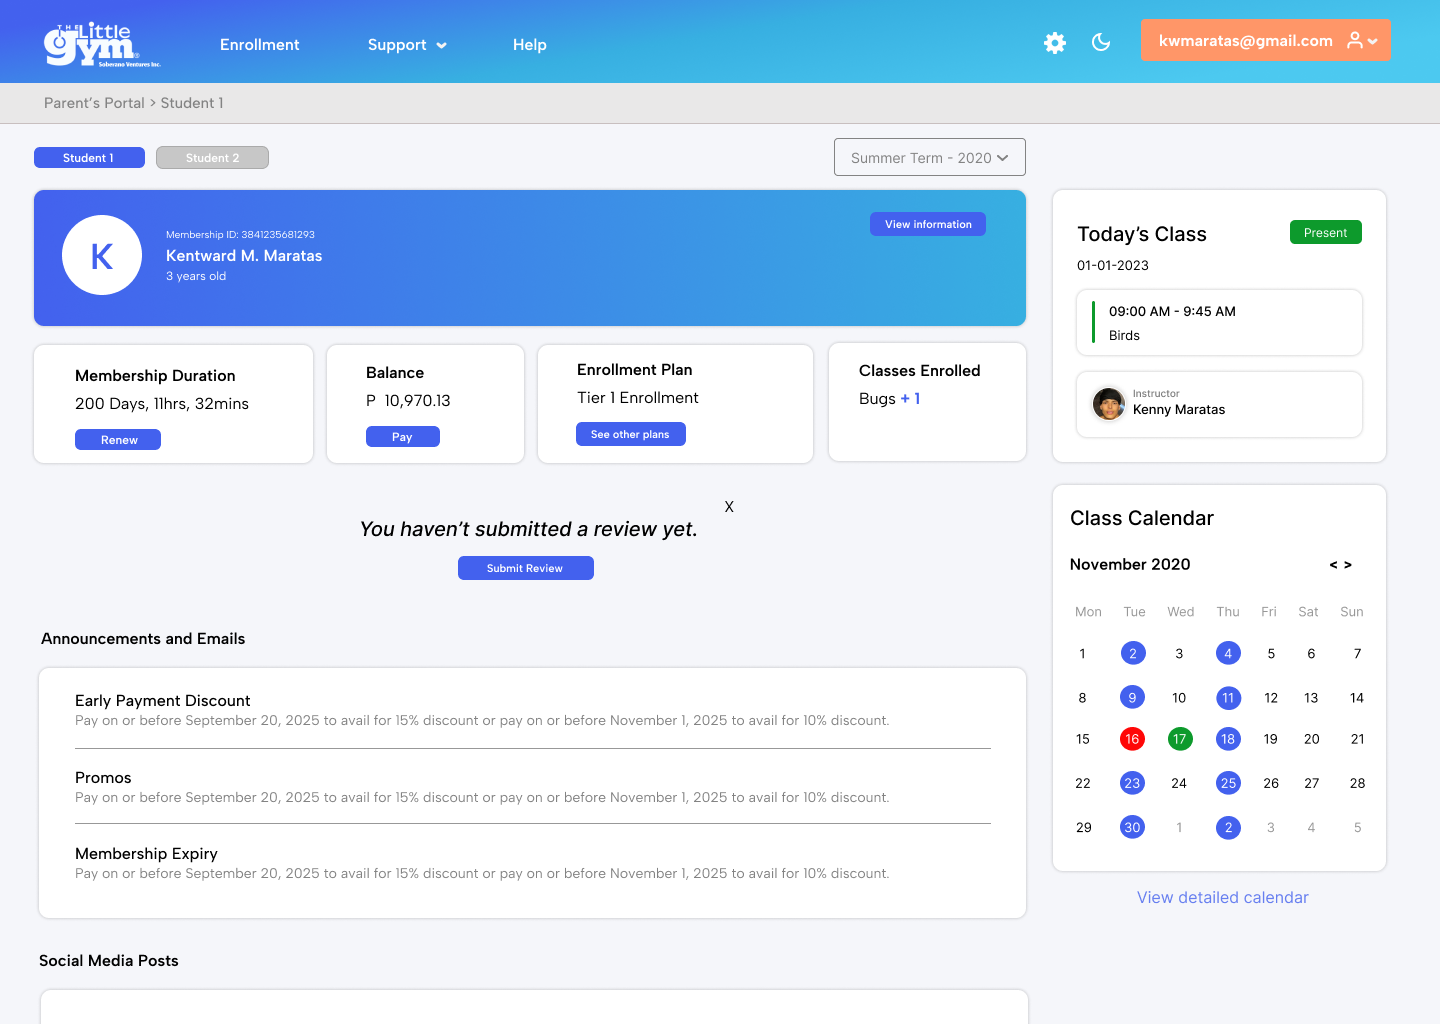 THE Little gym
Soberano Ventures Inc.
Enrollment
Support
Help
kwmaratas@gmail.com
Parent's Portal > Student 1
Student 1
Student 2
Summer Term - 2020
K
Membership ID: 3841235681293
Kentward M. Maratas
3 years old
View information
Membership Duration
200 Days, 11hrs, 32mins
Renew
Balance
P 10,970.13
Pay
Enrollment Plan
Tier 1 Enrollment
See other plans
Classes Enrolled
Bugs + 1
X
You haven't submitted a review yet.
Submit Review
Announcements and Emails
Early Payment Discount
Pay on or before September 20, 2025 to avail for 15% discount or pay on or before November 1, 2025 to avail for 10% discount.
Promos
Pay on or before September 20, 2025 to avail for 15% discount or pay on or before November 1, 2025 to avail for 10% discount.
Membership Expiry
Pay on or before September 20, 2025 to avail for 15% discount or pay on or before November 1, 2025 to avail for 10% discount.
Social Media Posts
Today's Class
Present
01-01-2023
09:00 AM - 9:45 AM
Birds
Instructor
Kenny Maratas
Class Calendar
November 2020 < >
Mon Tue Wed Thu Fri Sat Sun
1 2 3 4 5 6 7
8 9 10 11 12 13 14
15 16 17 18 19 20 21
22 23 24 25 26 27 28
29 30 1 2 3 4 5
View detailed calendar